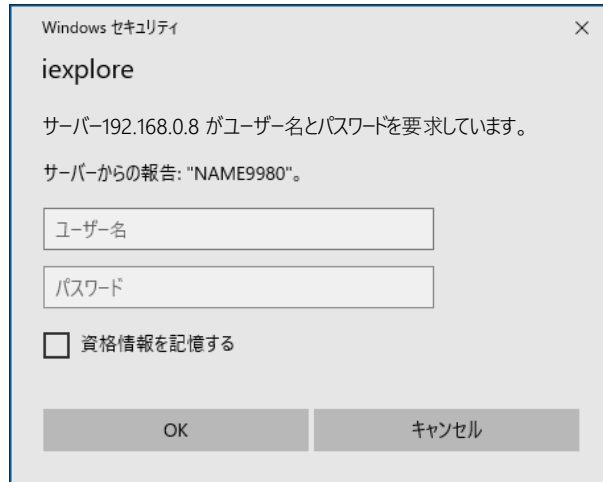 Windows セキュリティ
iexplore
サーバー192.168.0.8 がユーザー名とパスワードを要求しています。
サーバーからの報告: "NAME9980"。
ユーザー名
パスワード
資格情報を記憶する
OK
キャンセル